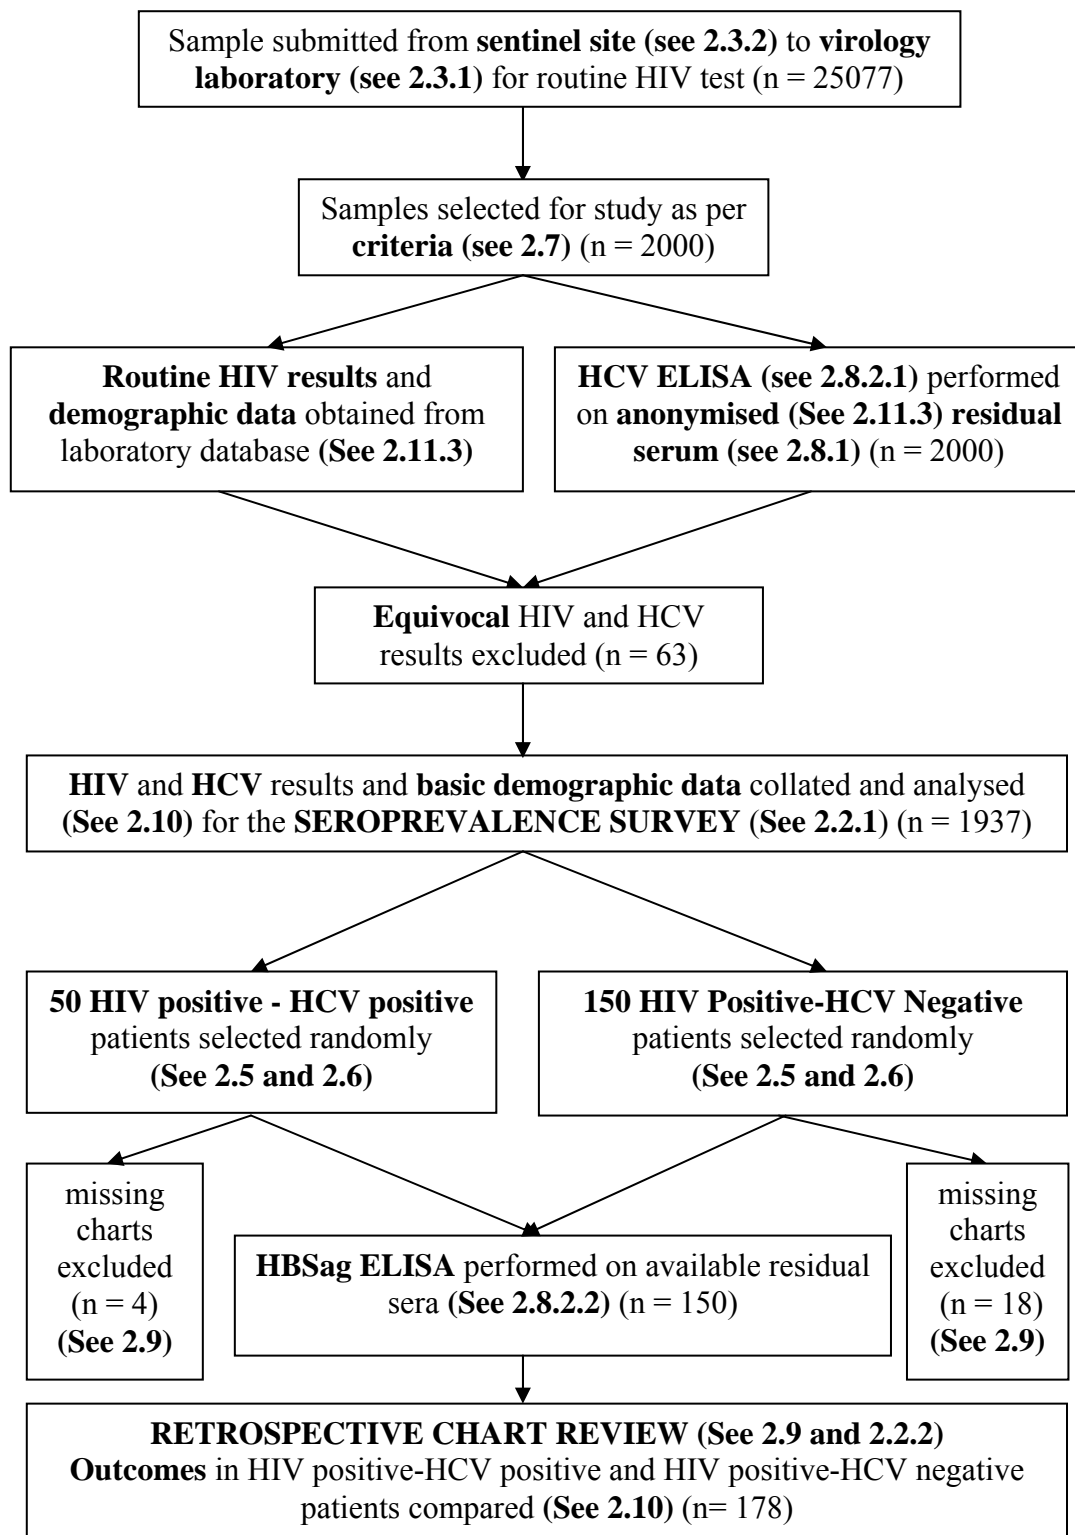 Sample submitted from sentinel site (see 2.3.2) to virology
laboratory (see 2.3.1) for routine HIV test (n = 25077)
Samples selected for study as per
criteria (see 2.7) (n = 2000)
Routine HIV results and
demographic data obtained from
laboratory database (See 2.11.3)
HCV ELISA (see 2.8.2.1) performed
on anonymised (See 2.11.3) residual
serum (see 2.8.1) (n = 2000)
Equivocal HIV and HCV
results excluded (n = 63)
HIV and HCV results and basic demographic data collated and analysed
(See 2.10) for the SEROPREVALENCE SURVEY (See 2.2.1) (n = 1937)
50 HIV positive - HCV positive
patients selected randomly
(See 2.5 and 2.6)
150 HIV Positive-HCV Negative
patients selected randomly
(See 2.5 and 2.6)
missing
charts
excluded
(n = 4)
(See 2.9)
HBSag ELISA performed on available residual
sera (See 2.8.2.2) (n = 150)
missing
charts
excluded
(n = 18)
(See 2.9)
RETROSPECTIVE CHART REVIEW (See 2.9 and 2.2.2)
Outcomes in HIV positive-HCV positive and HIV positive-HCV negative
patients compared (See 2.10) (n= 178)